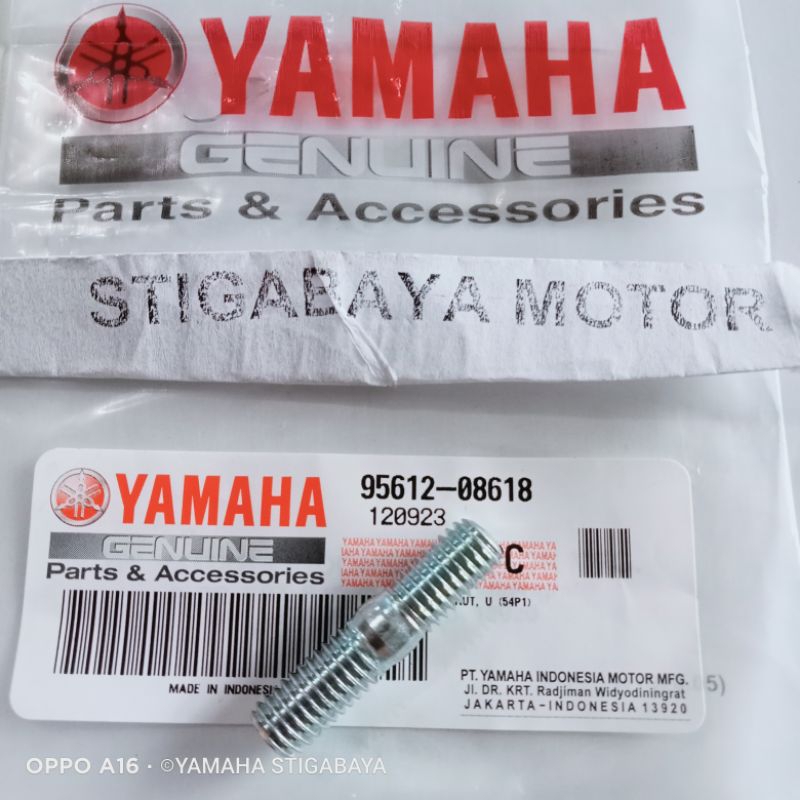 YAMAHA
GENUINE
Parts & Accessories
STIGABAYA MOTOR
YAMAHA
GENUINE
Parts & Accessories
95612-08618
120923
C
U (54P1)
MADE IN INDONESIA
PT. YAMAHA INDONESIA MOTOR MFG.
Jl. DR. KRT. Radjiman Widyodiningrat
JAKARTA-INDONESIA 13920
OPPO A16 · ©YAMAHA STIGABAYA